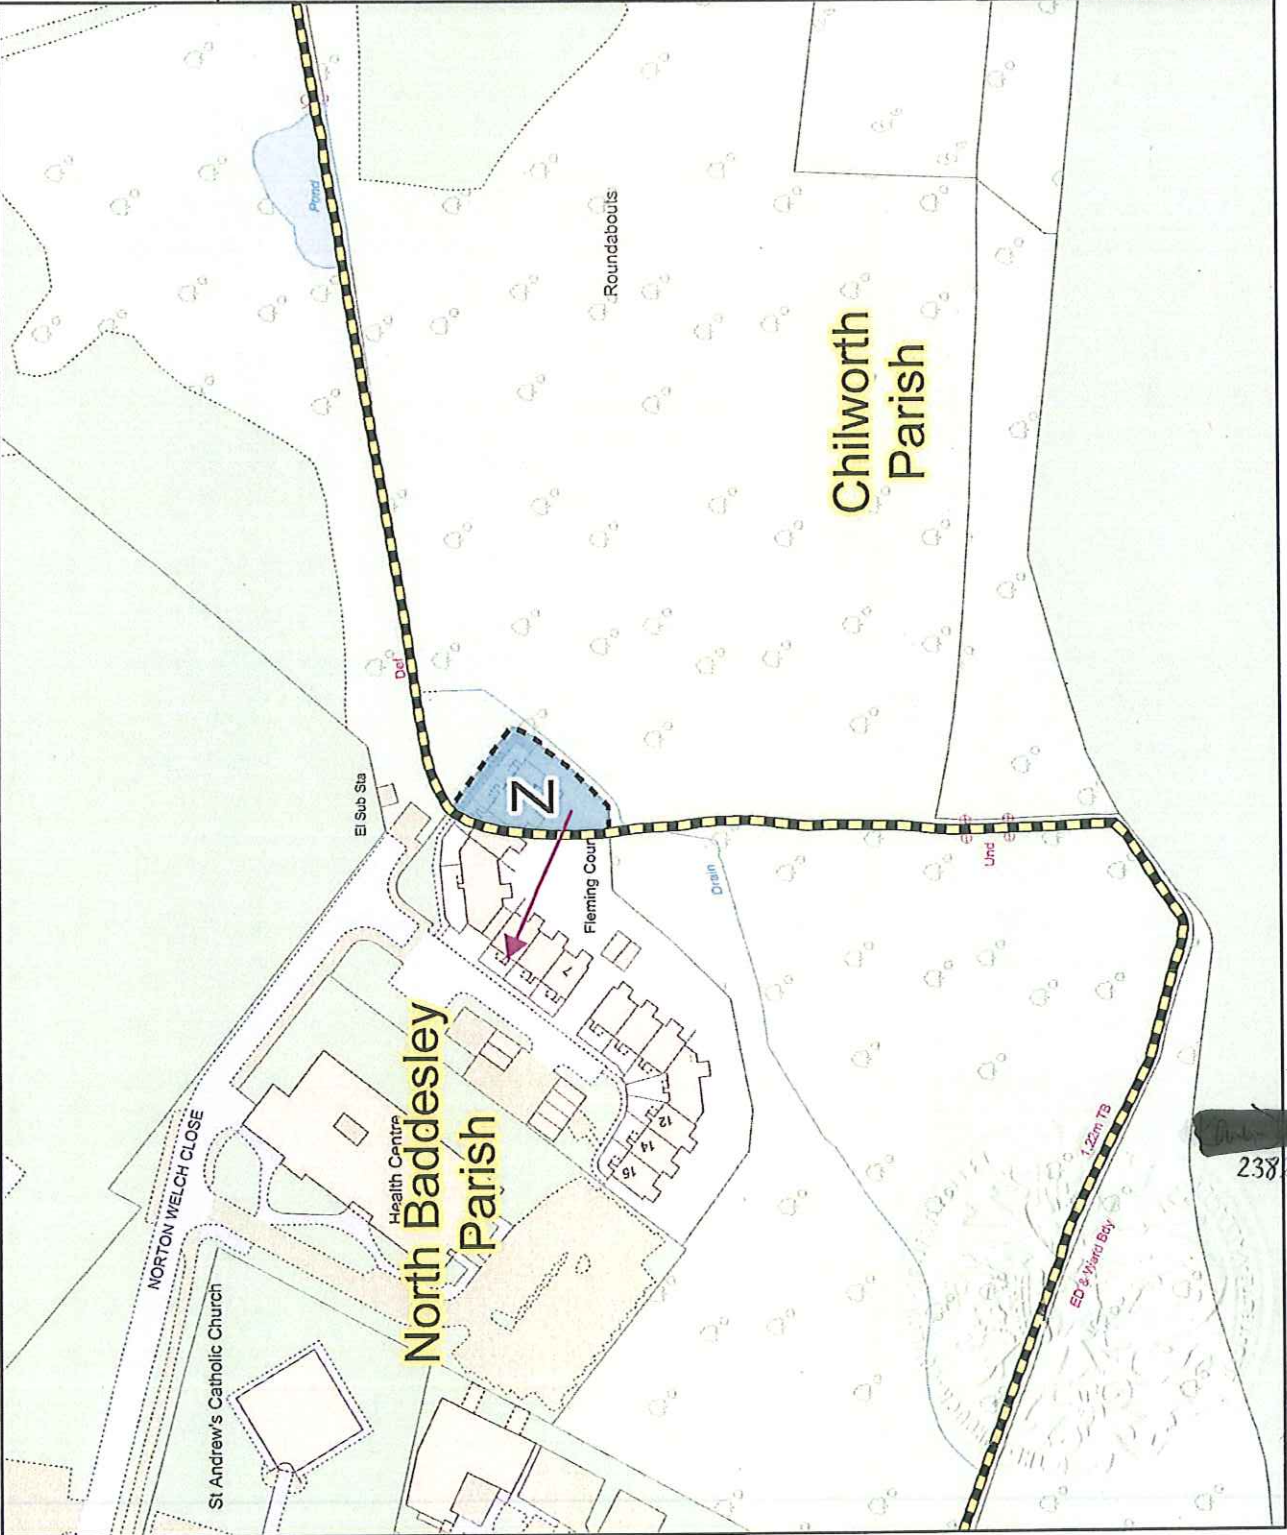 Pond
Roundabouts
Chilworth
Parish
Def
El Sub Sta
Z
Fleming Cour
Drain
Und
7
North Baddesley
Parish
Health Centre
NORTON WELCH CLOSE
St Andrew's Catholic Church
12
14
15
1.22m TB
ED & Ward Bdy
238